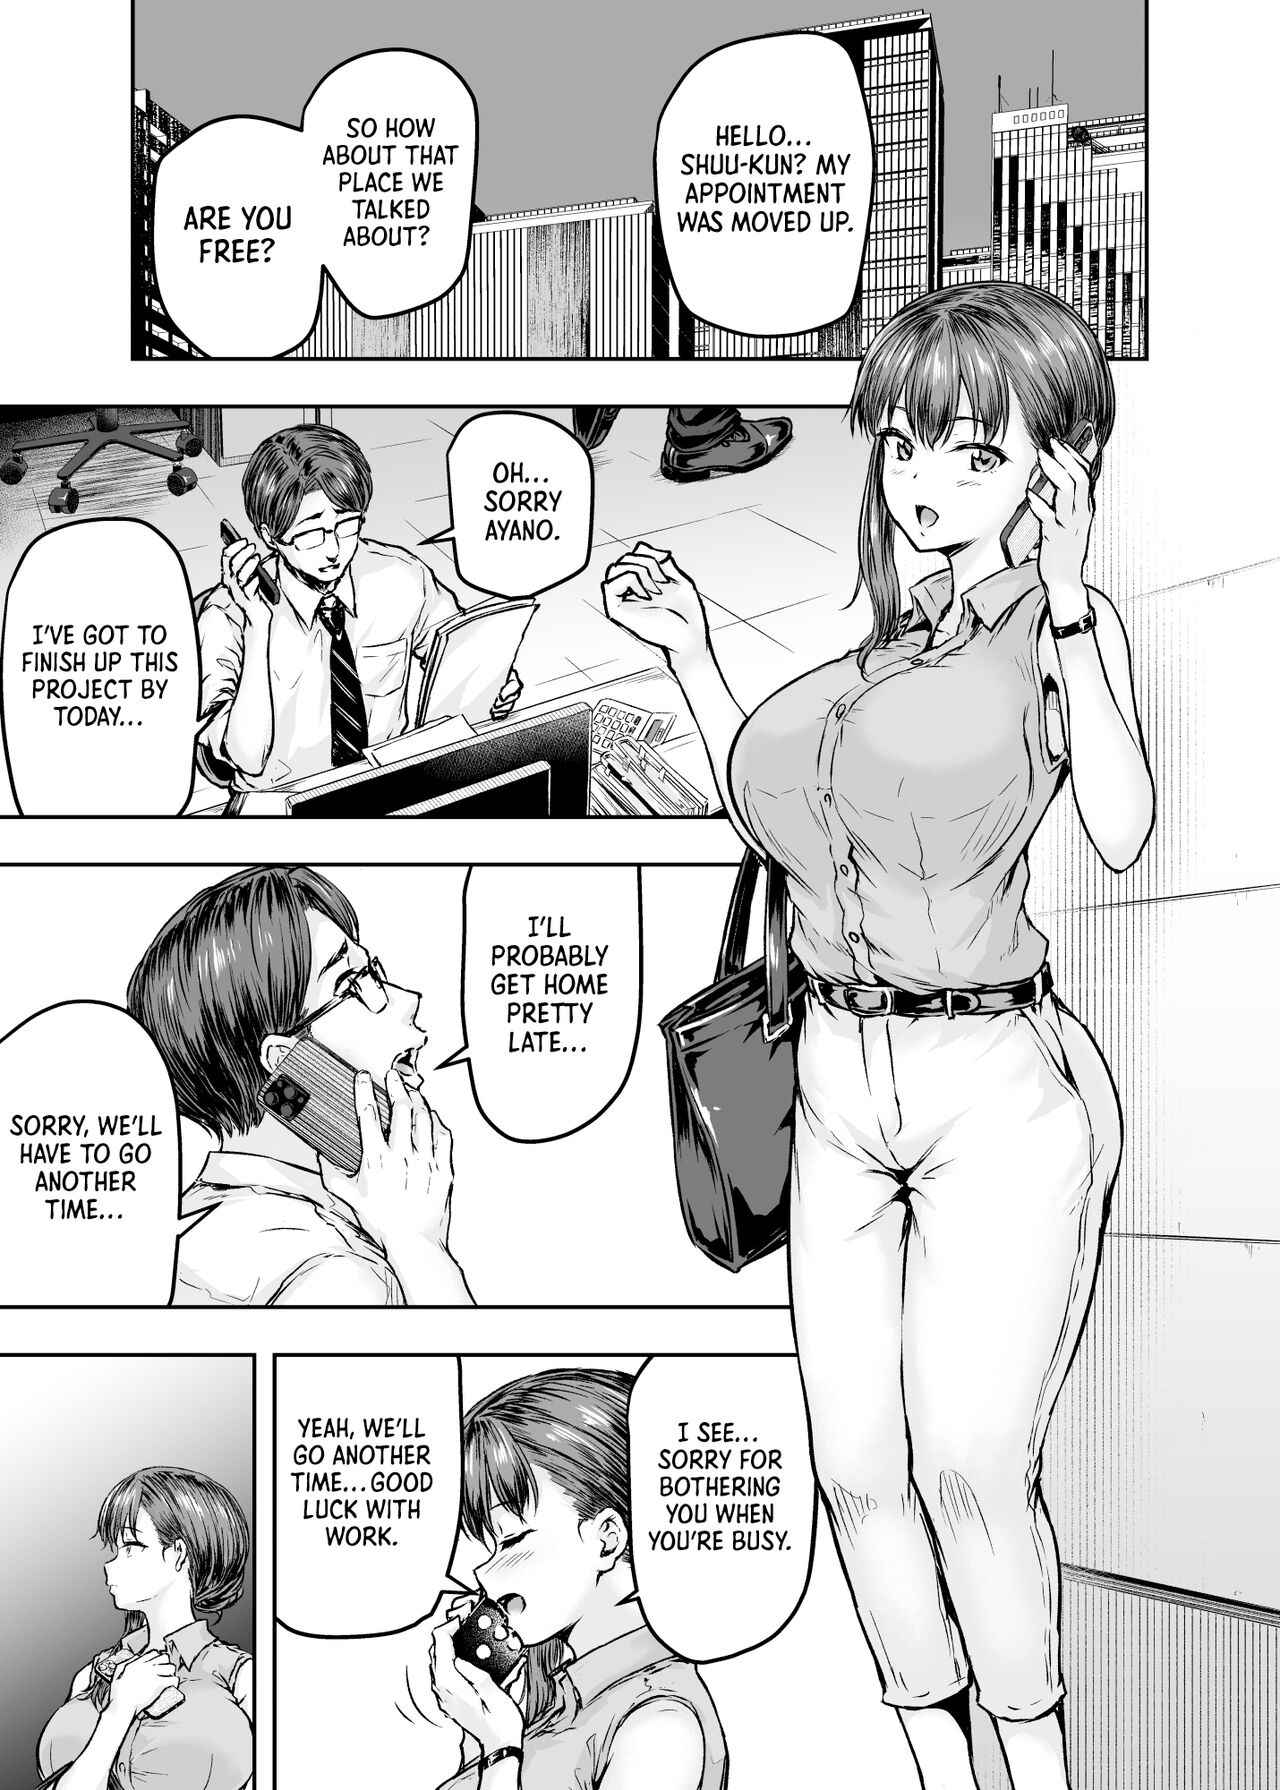 HELLO...
SHUU-KUN? MY
APPOINTMENT
WAS MOVED UP.
SO HOW
ABOUT THAT
PLACE WE
TALKED
ABOUT?
ARE YOU
FREE?
OH...
SORRY
AYANO.
I'VE GOT TO
FINISH UP THIS
PROJECT BY
TODAY...
I'LL
PROBABLY
GET HOME
PRETTY
LATE...
SORRY, WE'LL
HAVE TO GO
ANOTHER
TIME...
I SEE...
SORRY FOR
BOTHERING
YOU WHEN
YOU'RE BUSY.
YEAH, WE'LL
GO ANOTHER
TIME...GOOD
LUCK WITH
WORK.